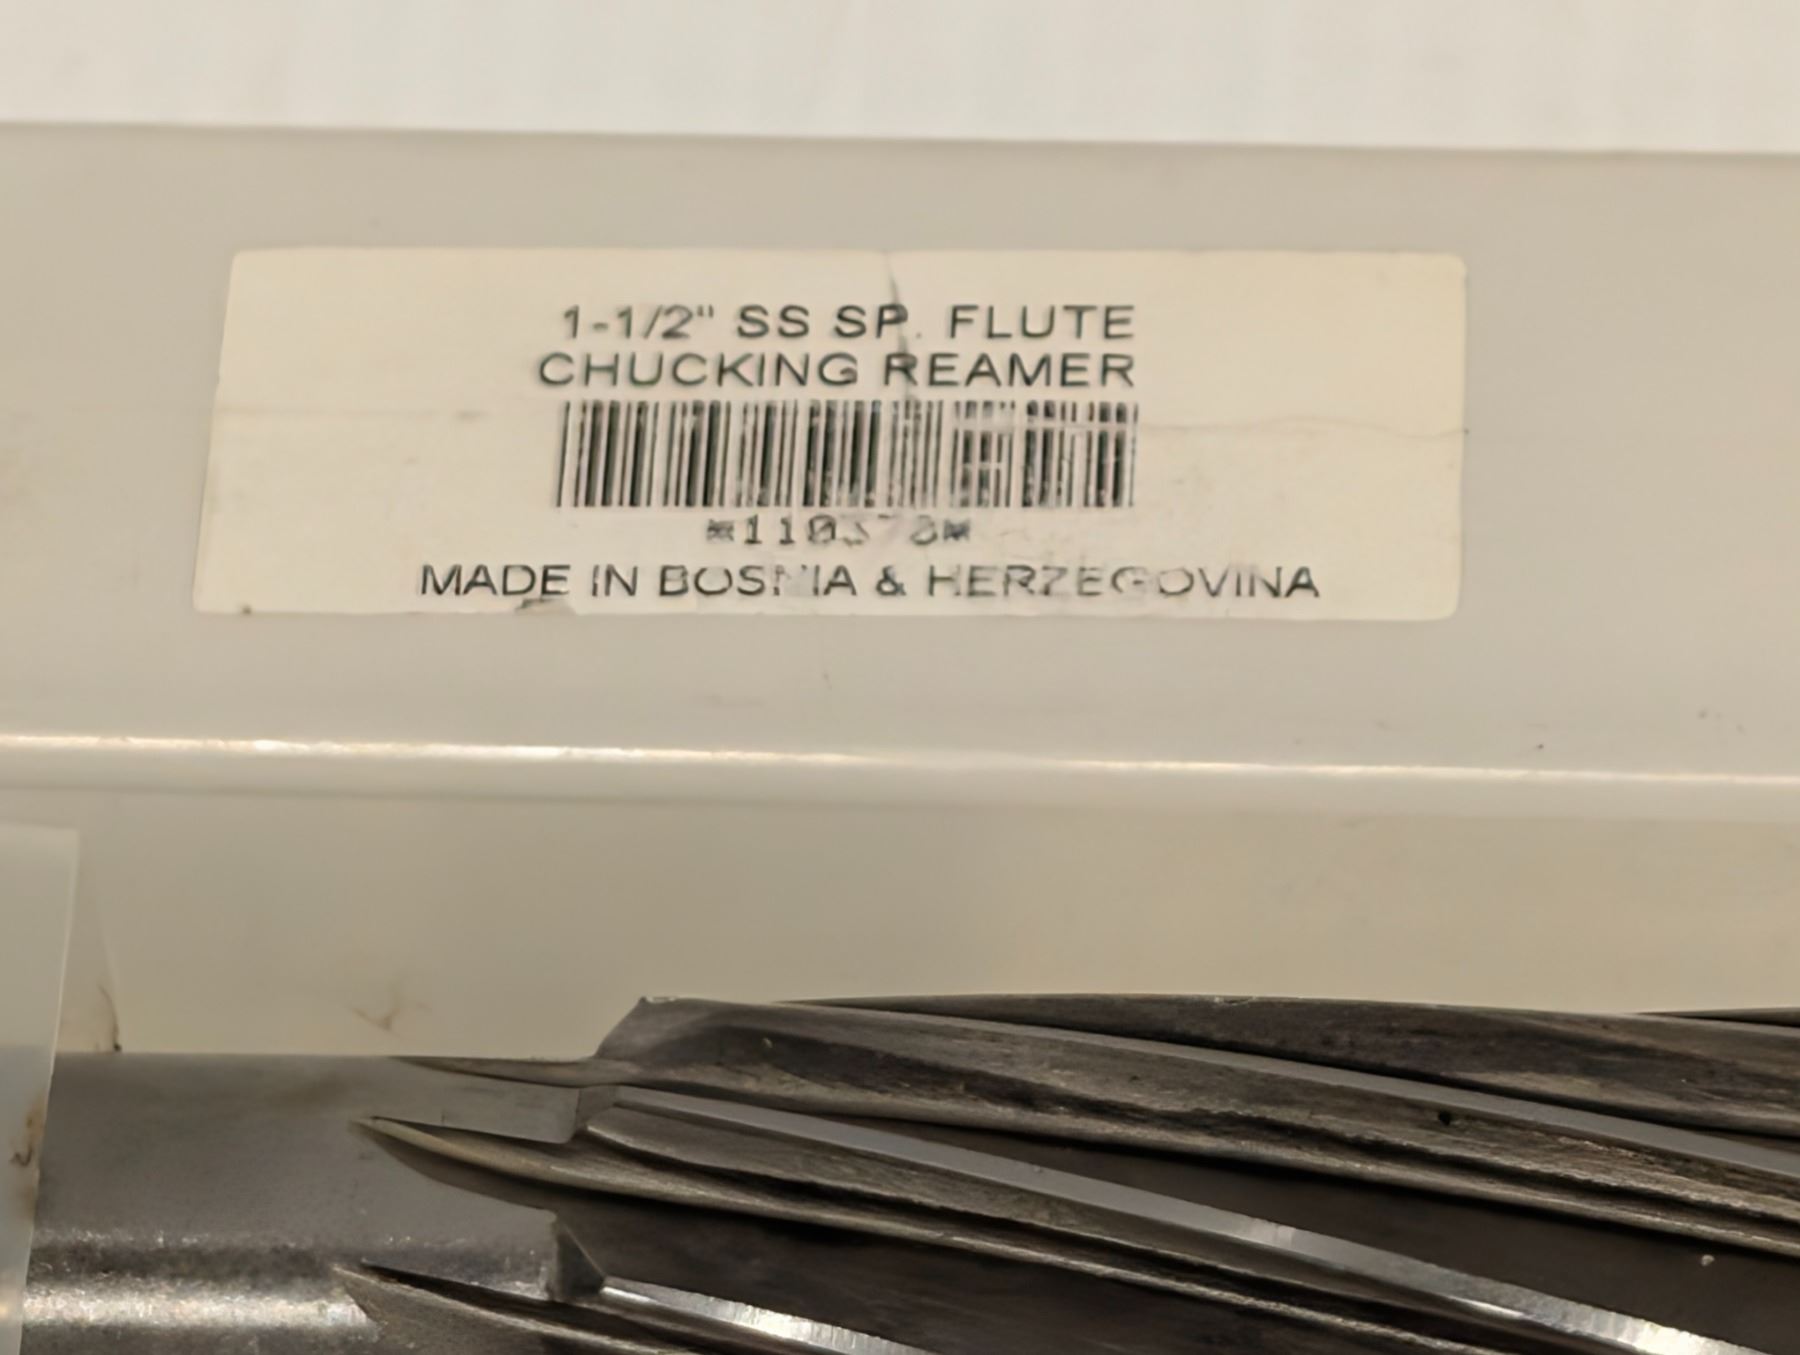 1-1/2" SS SP. FLUTE
CHUCKING REAMER
MADE IN BOSNIA & HERZEGOVINA